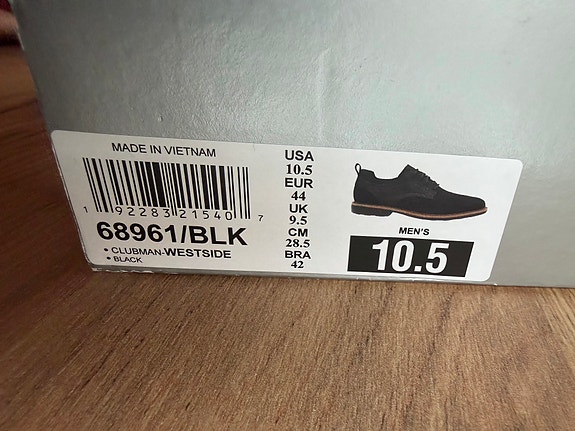 MADE IN VIETNAM
1 92283 21540 7
68961/BLK
• CLUBMAN-WESTSIDE
• BLACK
USA
10.5
EUR
44
UK
9.5
CM
28.5
BRA
42
MEN'S
10.5